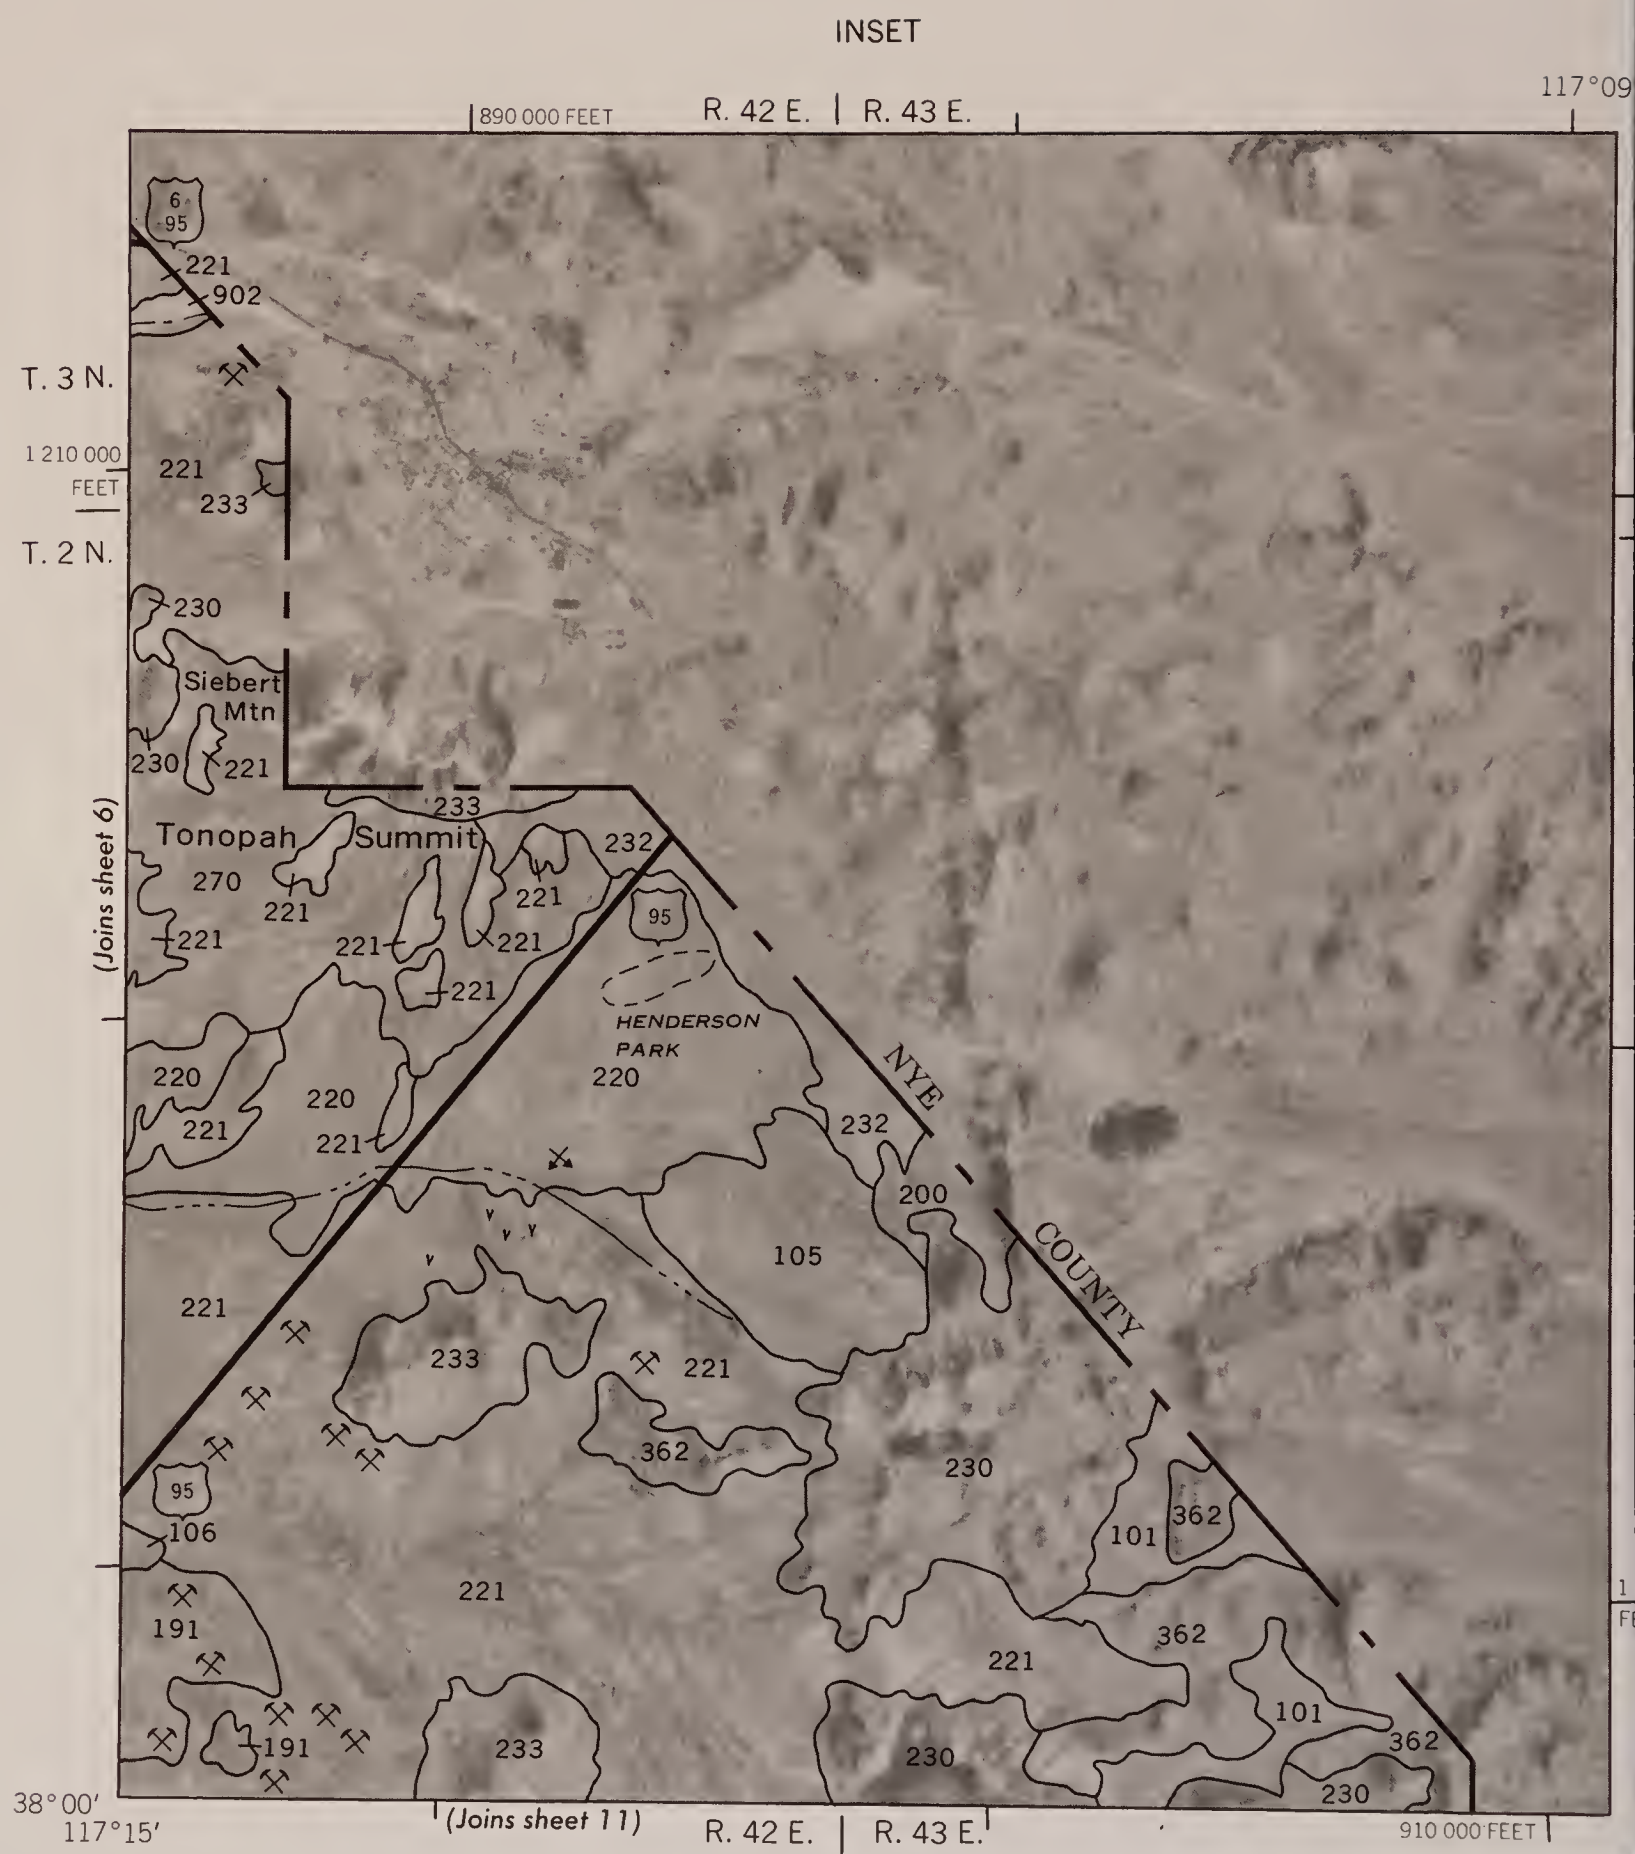 INSET
117°09
890 000 FEET
R. 42 E. | R. 43 E.
6
95
221
902
T. 3 N.
1 210 000
FEET
221
233
T. 2 N.
230
Siebert
Mtn
230
221
233
(Joins sheet 6)
Tonopah Summit
232
270
221
221
95
221
221
221
221
HENDERSON
PARK
220
220
220
NYE
221
232
221
200
COUNTY
105
221
233
221
362
230
95
362
106
101
221
1
FE
191
362
221
101
191
233
230
362
230
38°00'
117°15'
(Joins sheet 11)
R. 42 E. | R. 43 E.
910 000 FEET